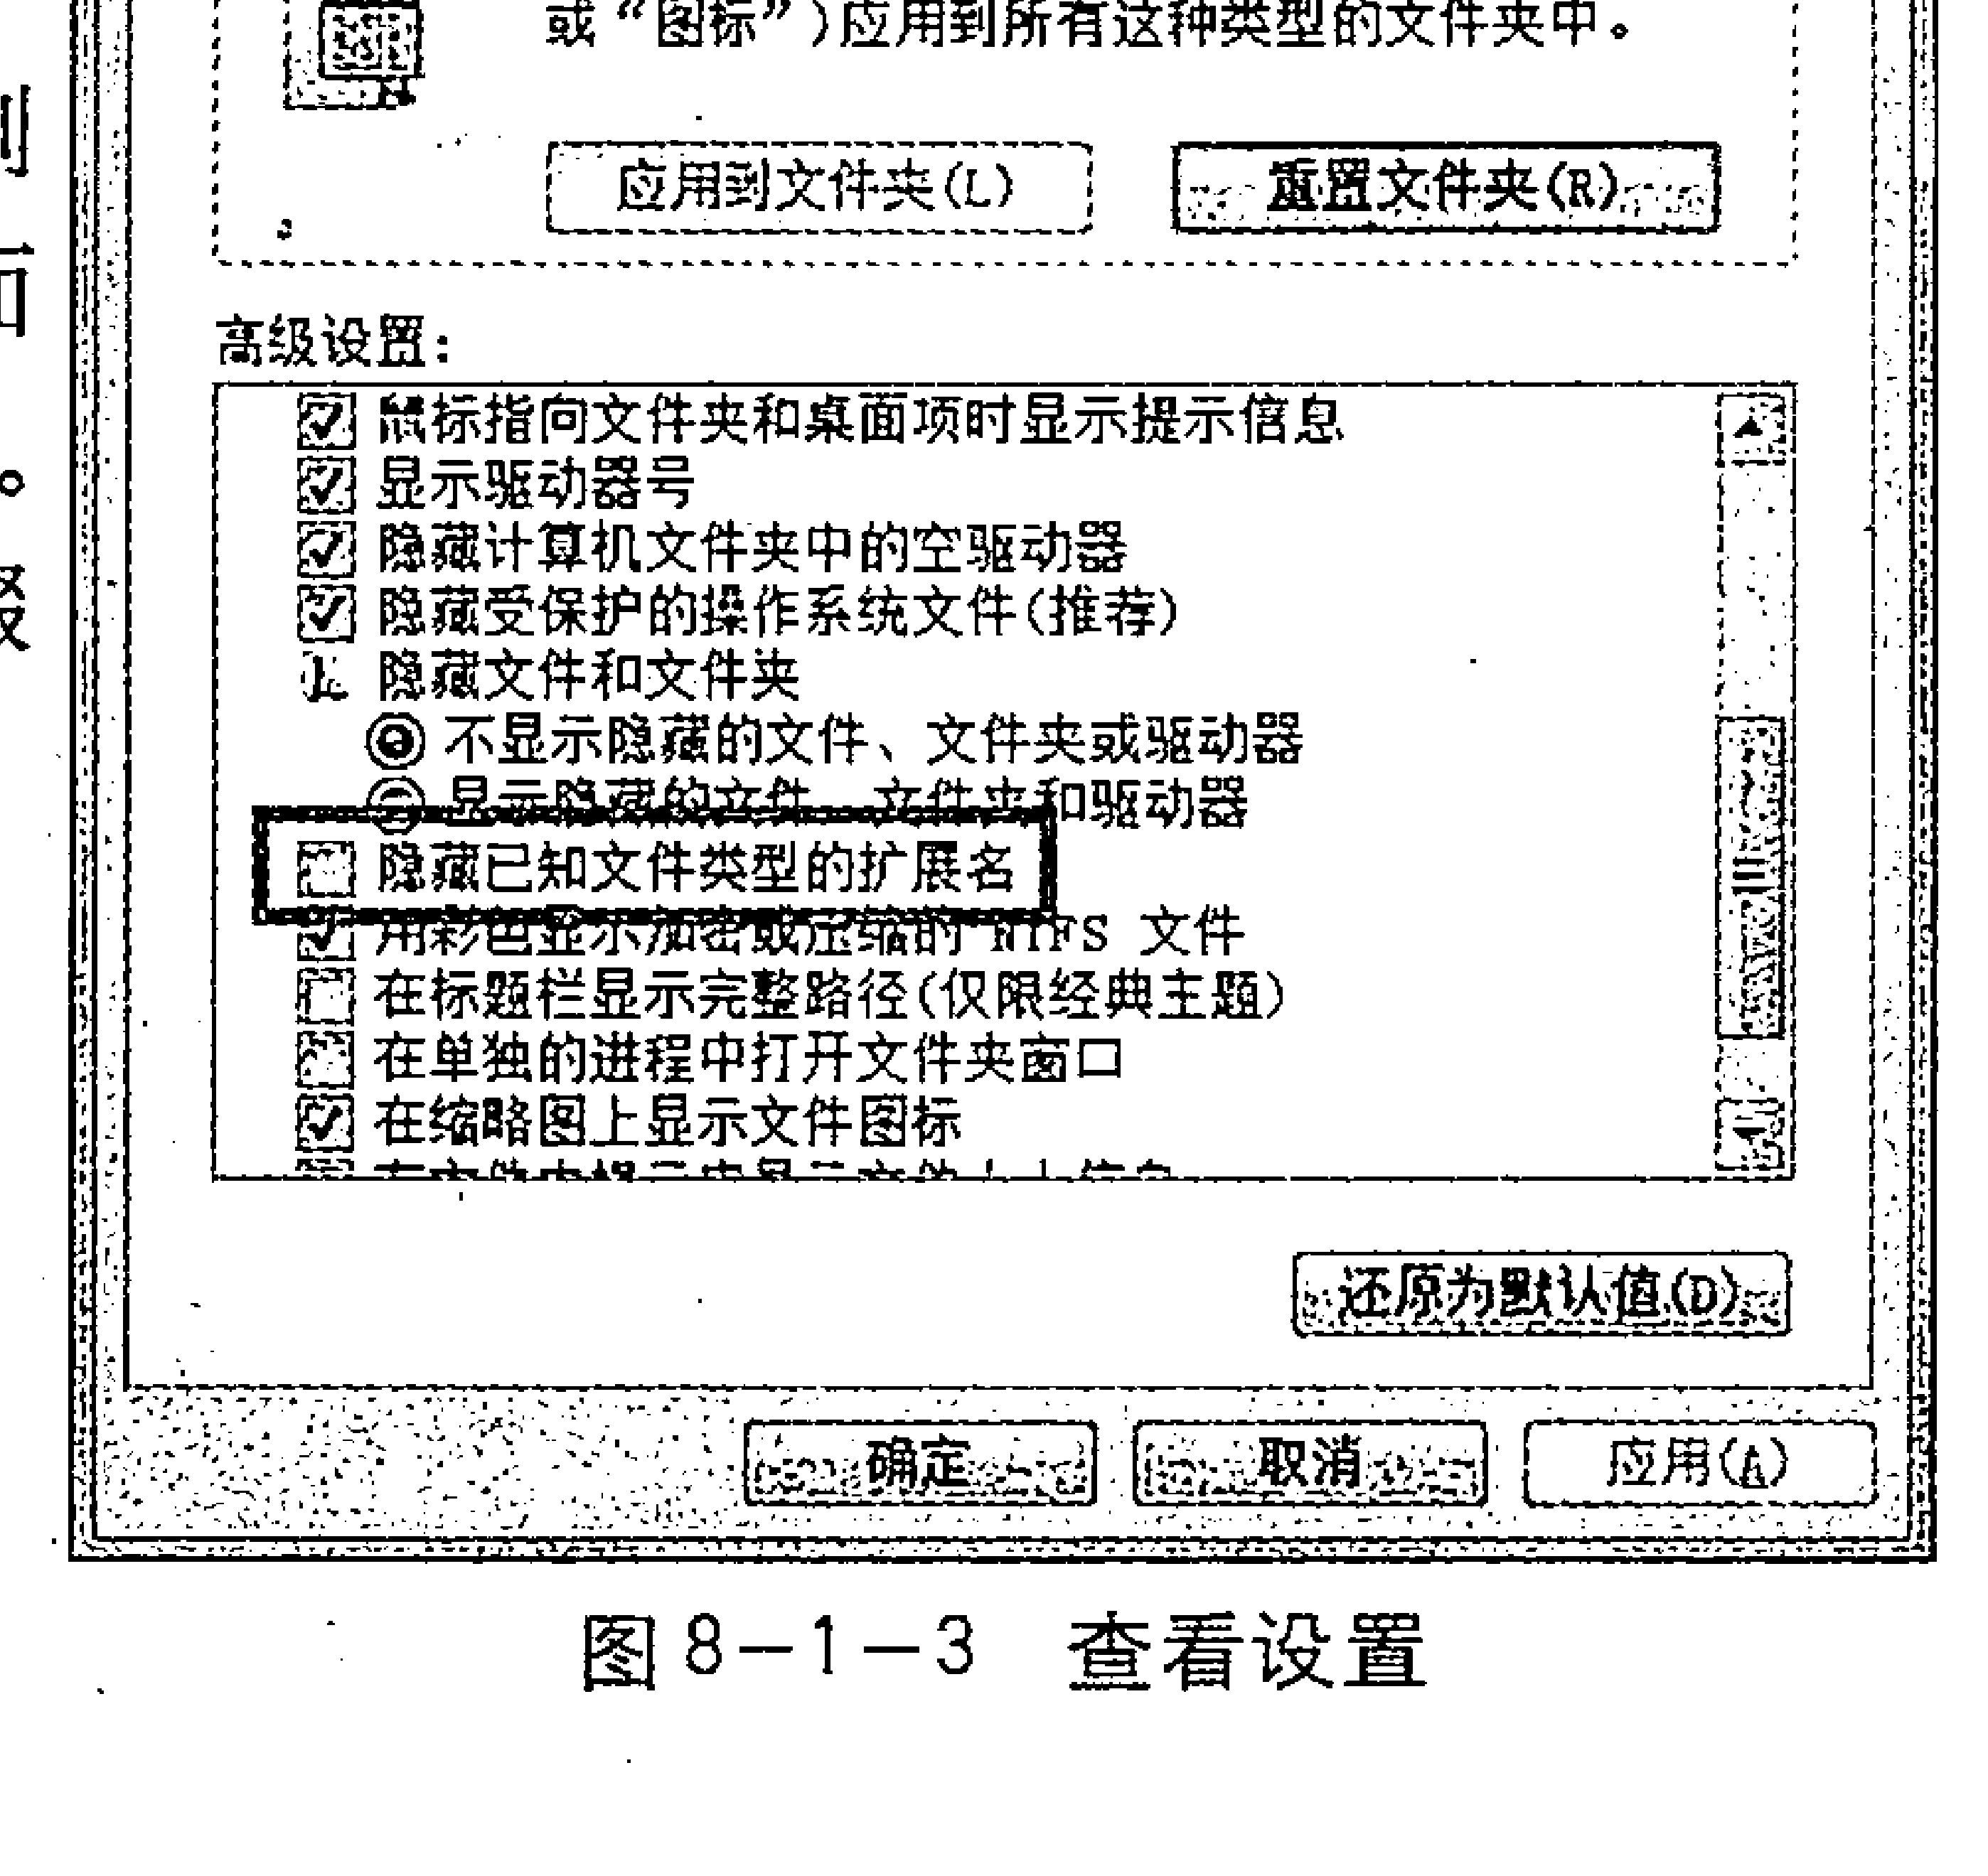 或“图标”)应用到所有这种类型的文件夹中。
应用到文件夹(L)
重置文件夹(R)
高级设置:
鼠标指向文件夹和桌面项时显示提示信息
显示驱动器号
隐藏计算机文件夹中的空驱动器
隐藏受保护的操作系统文件(推荐)
隐藏文件和文件夹
不显示隐藏的文件、文件夹或驱动器
显示隐藏的文件、文件夹和驱动器
隐藏已知文件类型的扩展名
用彩色显示加密或压缩的 NTFS 文件
在标题栏显示完整路径(仅限经典主题)
在单独的进程中打开文件夹窗口
在缩略图上显示文件图标
还原为默认值(D)
确定
取消
应用(A)
图8-1-3 查看设置